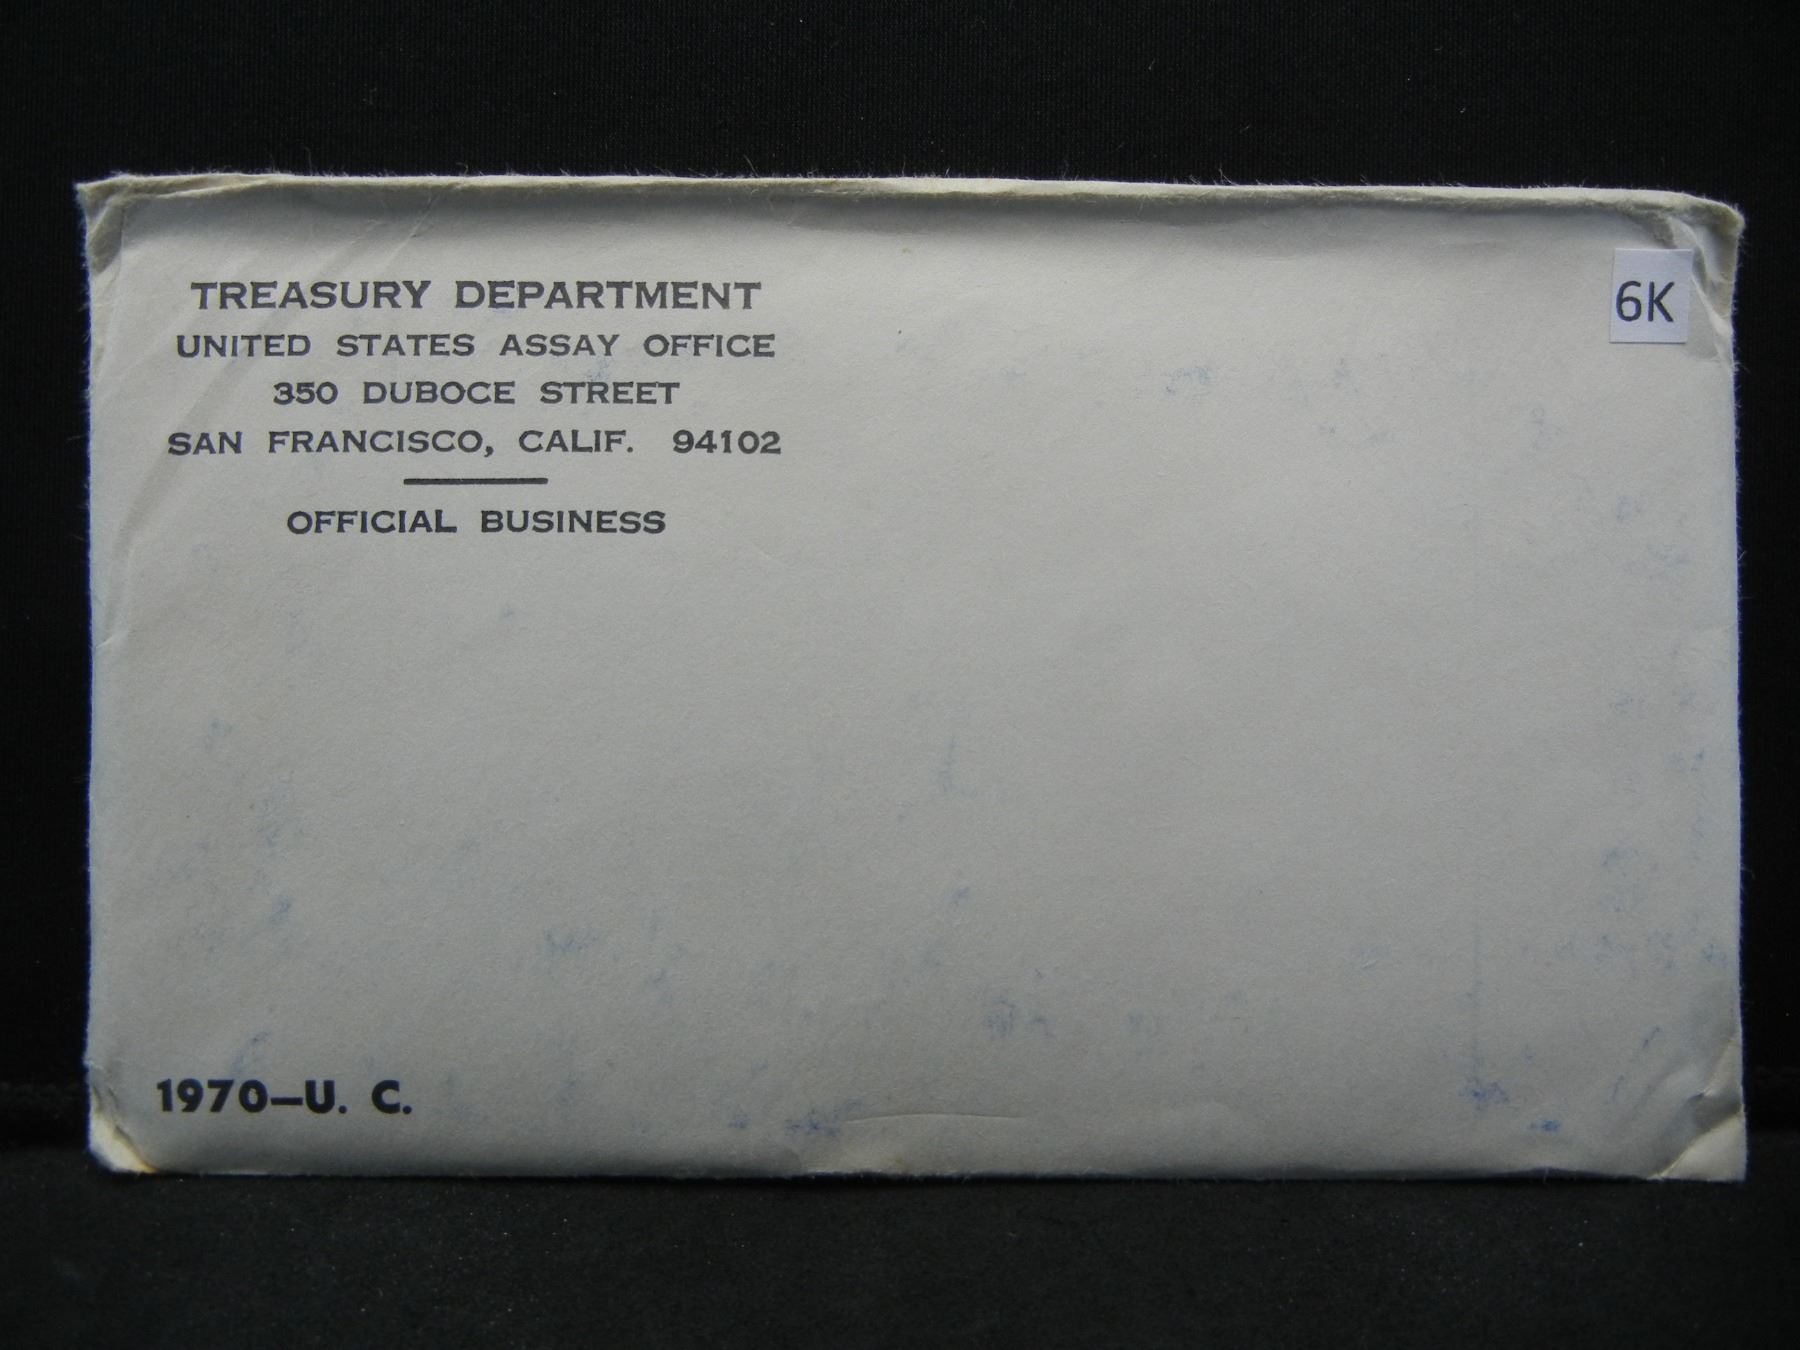 TREASURY DEPARTMENT
UNITED STATES ASSAY OFFICE
350 DUBOCE STREET
SAN FRANCISCO, CALIF. 94102
OFFICIAL BUSINESS
6K
1970—U. C.